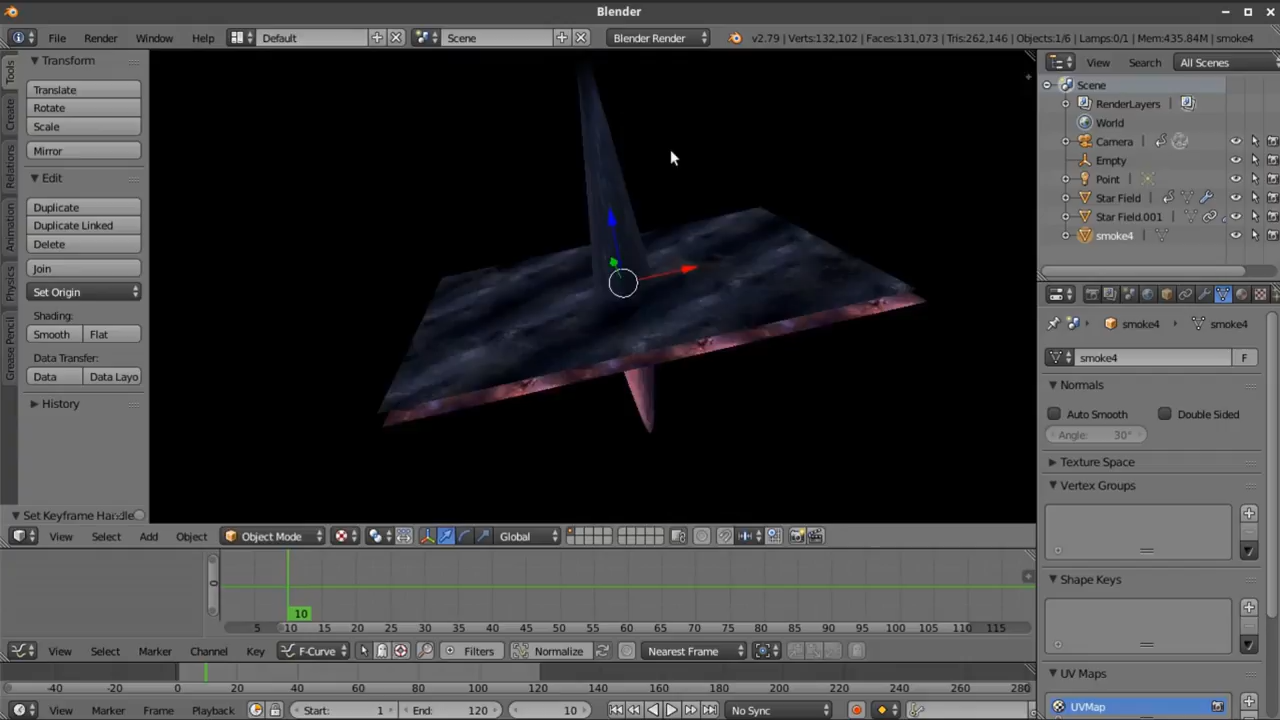 Blender
File Render Window Help Default Scene Blender Render v2.79 | Verts:132,102 | Faces:131,073 | Tris:262,146 | Objects:1/6 | Lamps:0/1 | Mem:435.84M | smoke4
Transform
Translate
Rotate
Scale
Mirror
Edit
Duplicate
Duplicate Linked
Delete
Join
Set Origin
Shading:
Smooth Flat
Data Transfer:
Data Data Layo
History
Set Keyframe Handle
Tools
Create
Relations
Animation
Physics
Grease Pencil
View Search All Scenes
Scene
RenderLayers
World
Camera
Empty
Point
Star Field
Star Field.001
smoke4
smoke4 smoke4
smoke4 F
Normals
Auto Smooth Double Sided
Angle: 30°
Texture Space
Vertex Groups
Shape Keys
UV Maps
UVMap
View Select Add Object Object Mode Global
10
0
5 10 15 20 25 30 35 40 45 50 55 60 65 70 75 80 85 90 95 100 105 110 115
View Select Marker Channel Key F-Curve Filters Normalize Nearest Frame
-40 -20 0 20 40 60 80 100 120 140 160 180 200 220 240 260 280
View Marker Frame Playback Start: 1 End: 120 10 No Sync